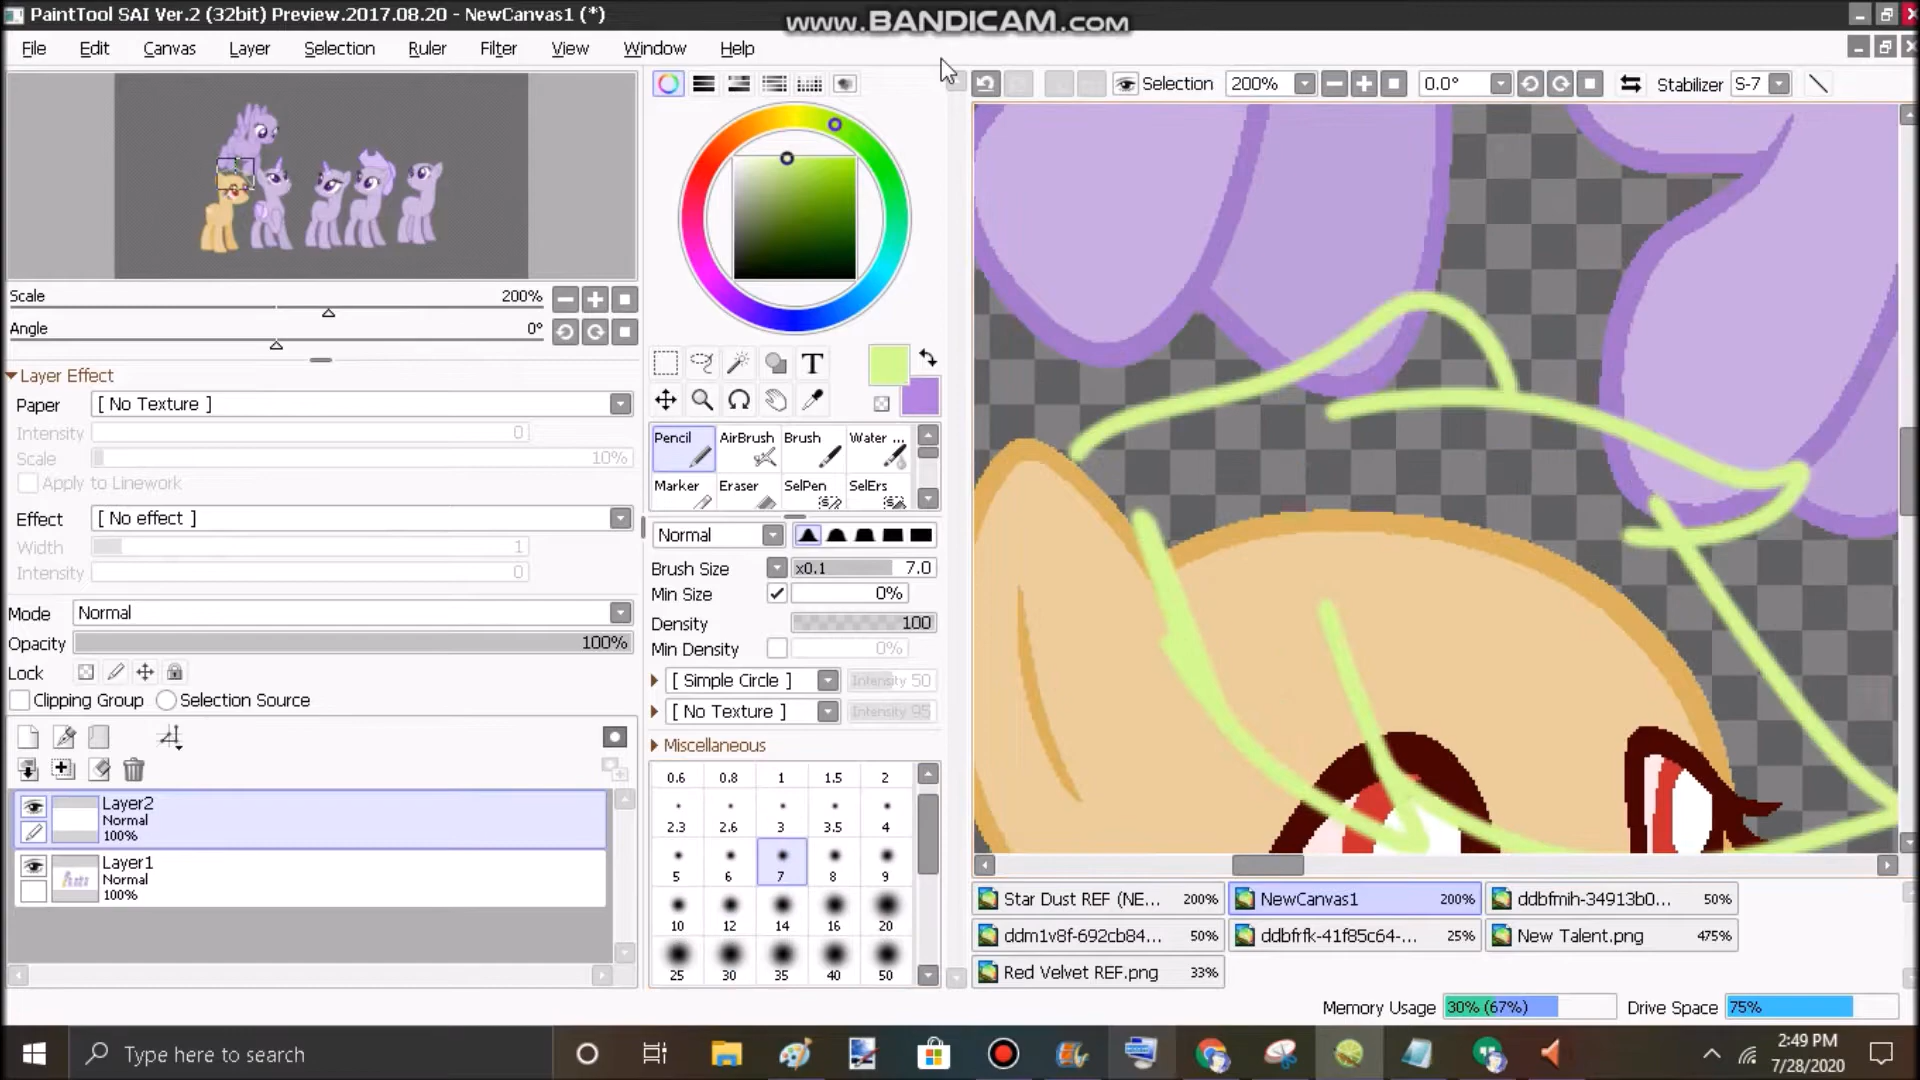 PaintTool SAI Ver.2 (32bit) Preview.2017.08.20 - NewCanvas1 (*)
www.BANDICAM.com
File Edit Canvas Layer Selection Ruler Filter View Window Help
Selection 200% 0.0° Stabilizer S-7
Scale 200%
Angle 0°
Layer Effect
Paper [ No Texture ]
Intensity 0
Scale 10%
Apply to Linework
Effect [ No effect ]
Width 1
Intensity 0
Mode Normal
Opacity 100%
Lock
Clipping Group Selection Source
Layer2
Normal
100%
Layer1
Normal
100%
T
Pencil AirBrush Brush Water ...
Marker Eraser SelPen SelErs
Normal
Brush Size x0.1 7.0
Min Size 0%
Density 100
Min Density 0%
[ Simple Circle ] Intensity 50
[ No Texture ] Intensity 95
Miscellaneous
0.6 0.8 1 1.5 2
2.3 2.6 3 3.5 4
5 6 7 8 9
10 12 14 16 20
25 30 35 40 50
Star Dust REF (NE... 200% NewCanvas1 200% ddbfmih-34913b0... 50%
ddm1v8f-692cb84... 50% ddbfrfk-41f85c64-... 25% New Talent.png 475%
Red Velvet REF.png 33%
Memory Usage 30% (67%) Drive Space 75%
Type here to search
2:49 PM
7/28/2020